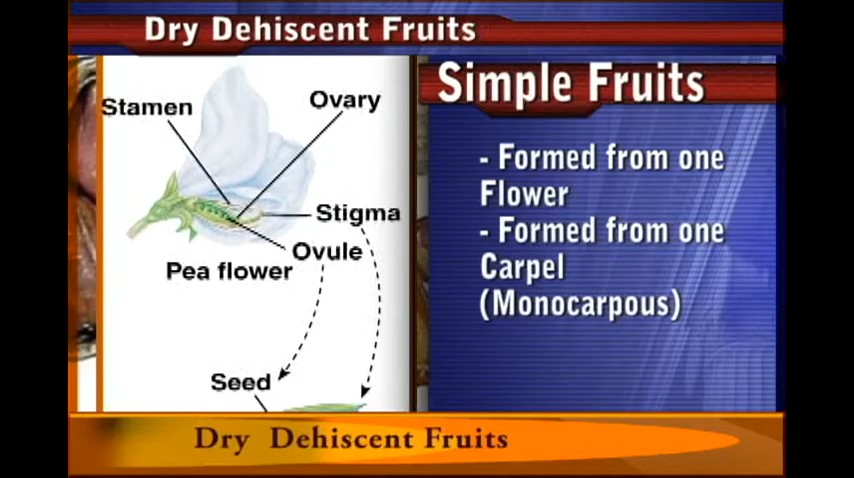 Dry Dehiscent Fruits
Simple Fruits
Stamen
Ovary
Stigma
Ovule
Pea flower
Seed
- Formed from one
Flower
- Formed from one
Carpel
(Monocarpous)
Dry Dehiscent Fruits